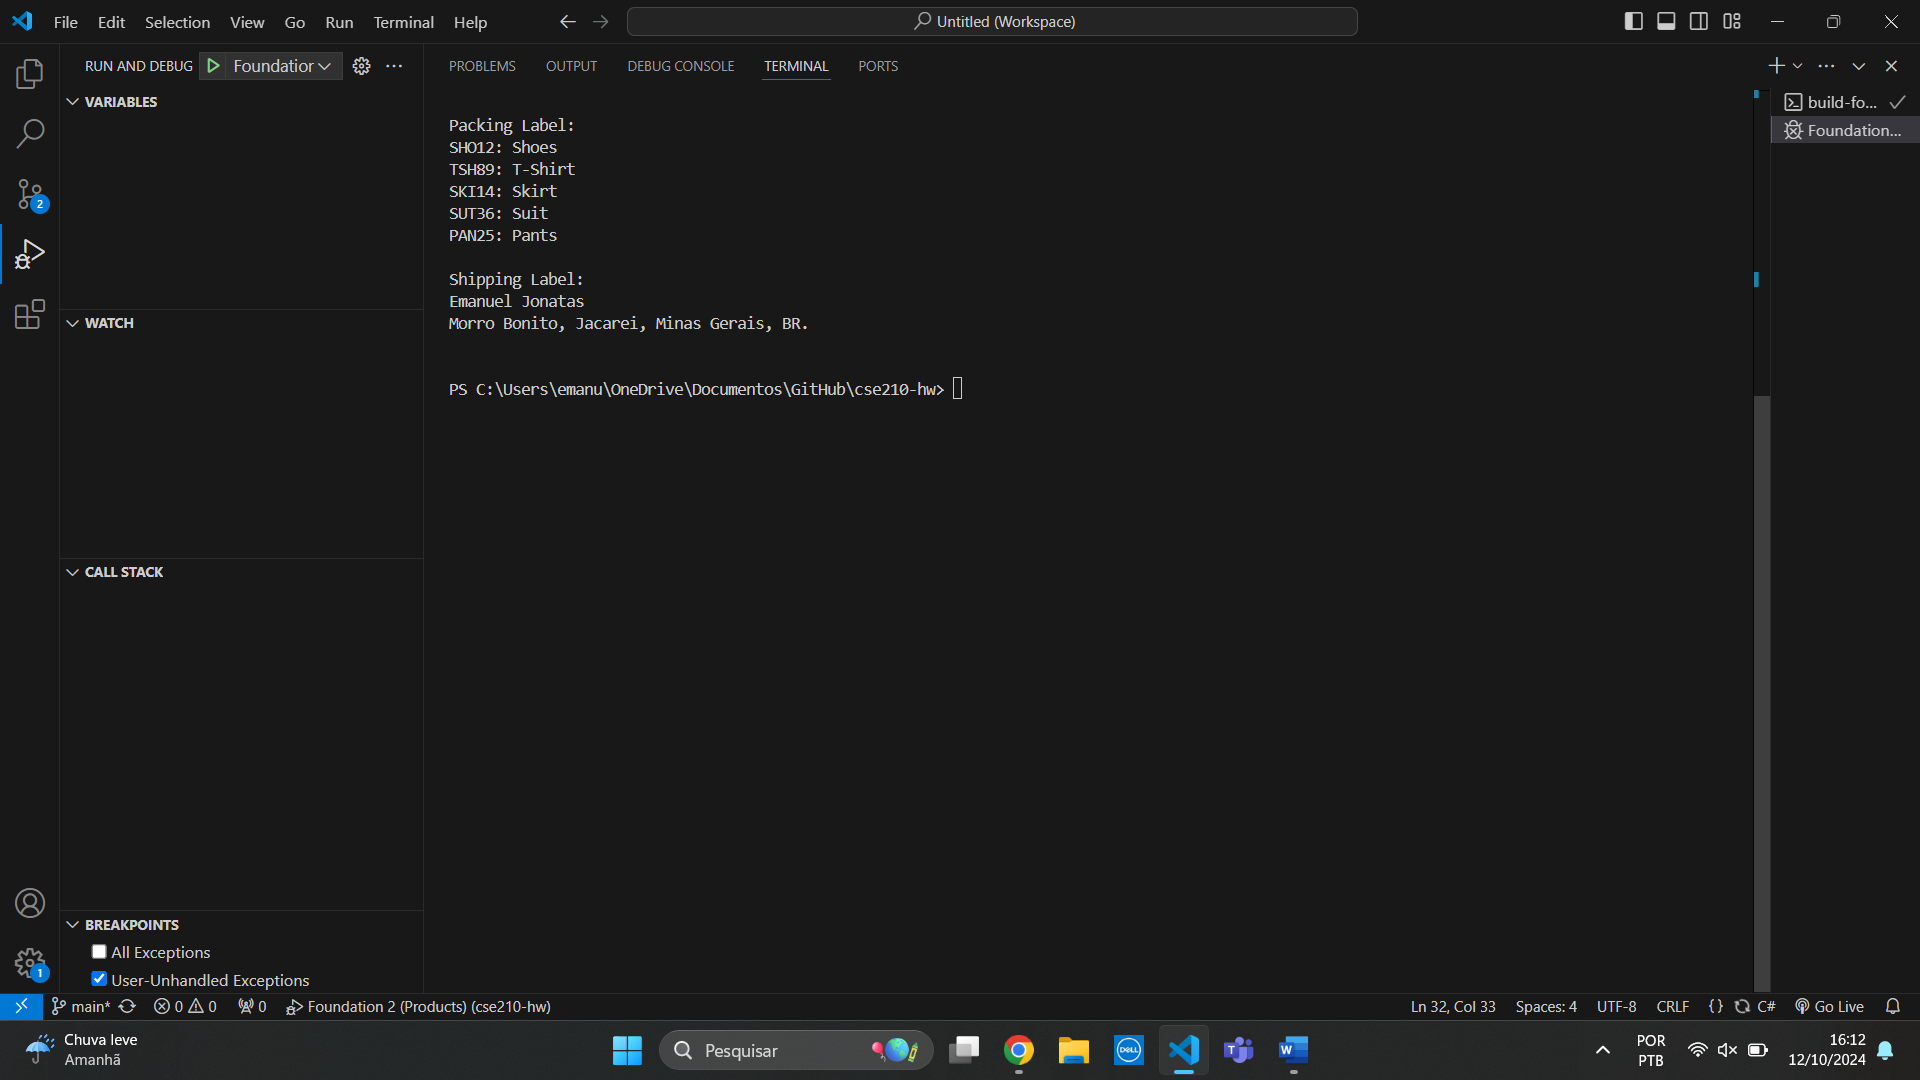 File Edit Selection View Go Run Terminal Help
Untitled (Workspace)
RUN AND DEBUG Foundatior
PROBLEMS OUTPUT DEBUG CONSOLE TERMINAL PORTS
VARIABLES
WATCH
CALL STACK
BREAKPOINTS
All Exceptions
User-Unhandled Exceptions
2
1
Packing Label:
SHO12: Shoes
TSH89: T-Shirt
SKI14: Skirt
SUT36: Suit
PAN25: Pants
Shipping Label:
Emanuel Jonatas
Morro Bonito, Jacarei, Minas Gerais, BR.
PS C:\Users\emanu\OneDrive\Documentos\GitHub\cse210-hw>
build-fo...
Foundation...
main* 0 0 0 Foundation 2 (Products) (cse210-hw)
Ln 32, Col 33 Spaces: 4 UTF-8 CRLF {} C# Go Live
Chuva leve
Amanhã
Pesquisar
DELL
T
W
POR
PTB
16:12
12/10/2024